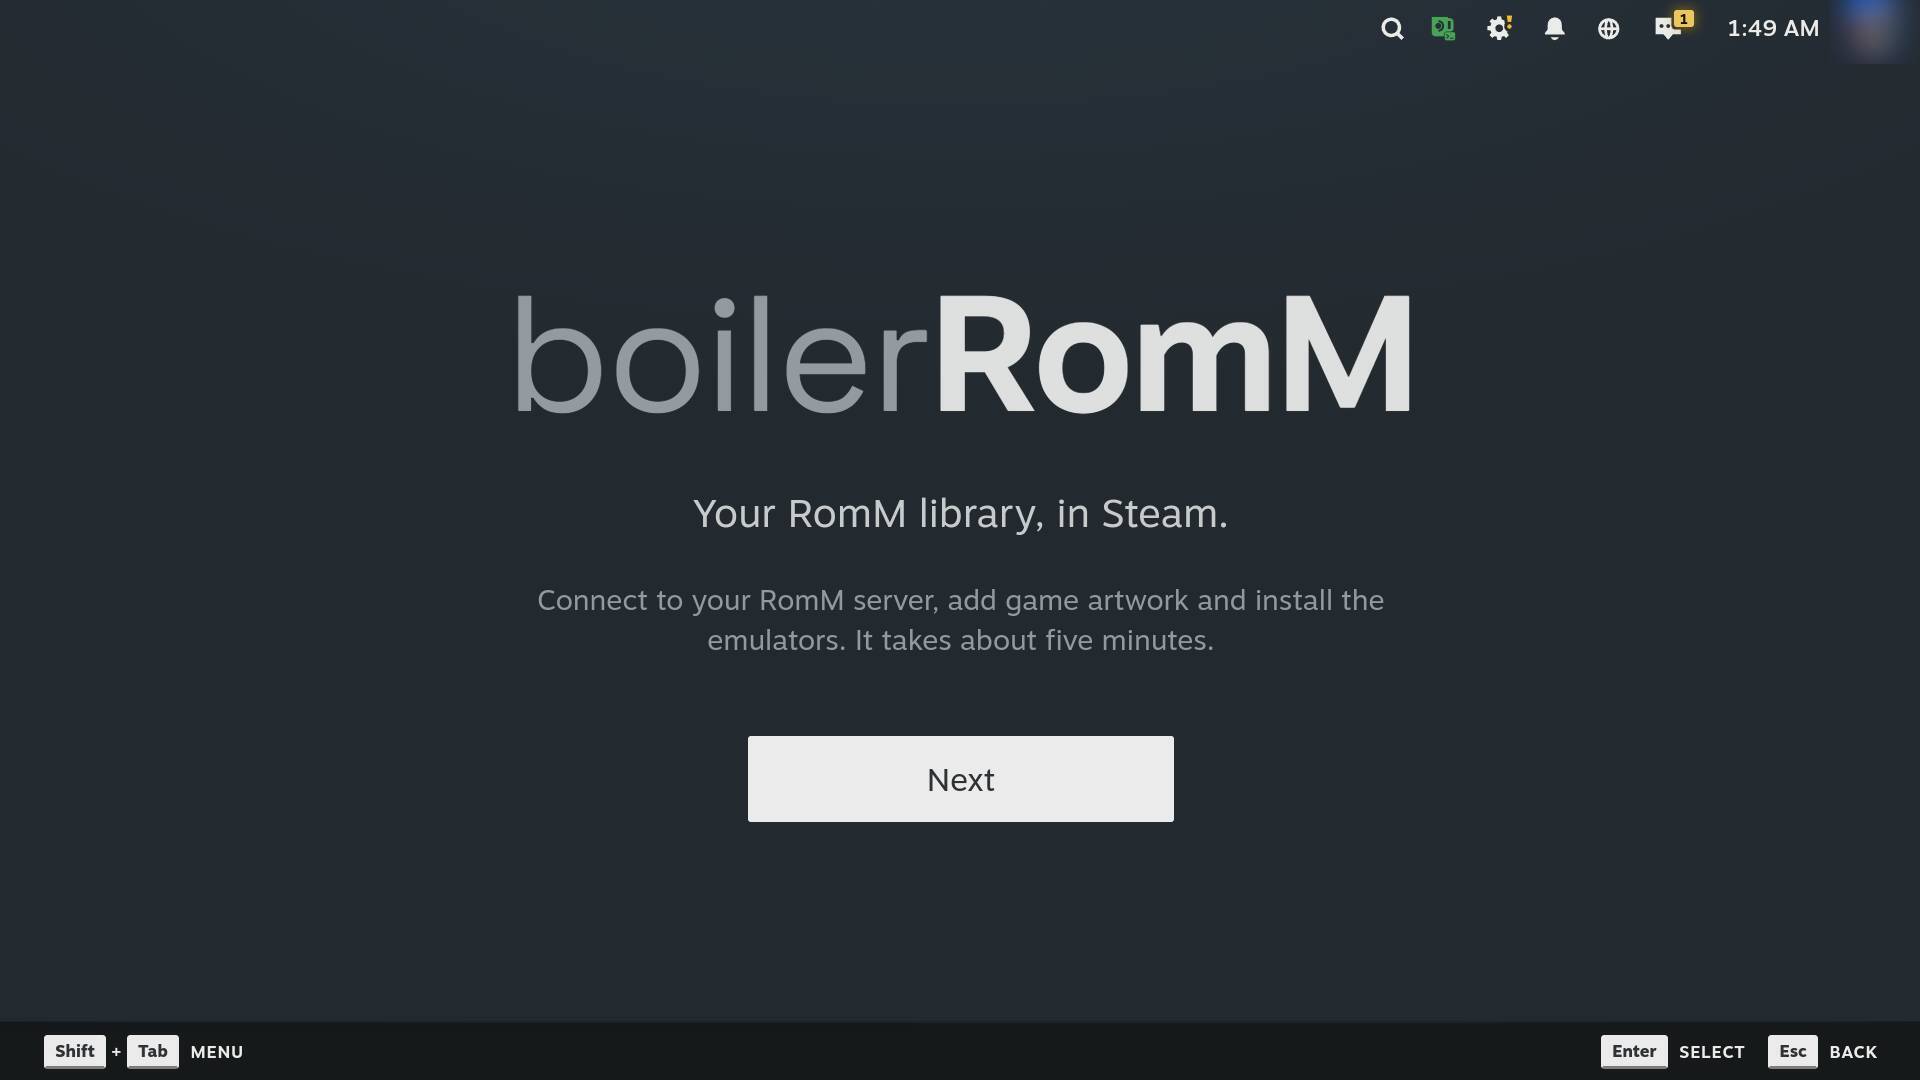 1
1:49 AM
boilerRomM
Your RomM library, in Steam.
Connect to your RomM server, add game artwork and install the
emulators. It takes about five minutes.
Next
Shift + Tab MENU
Enter SELECT Esc BACK